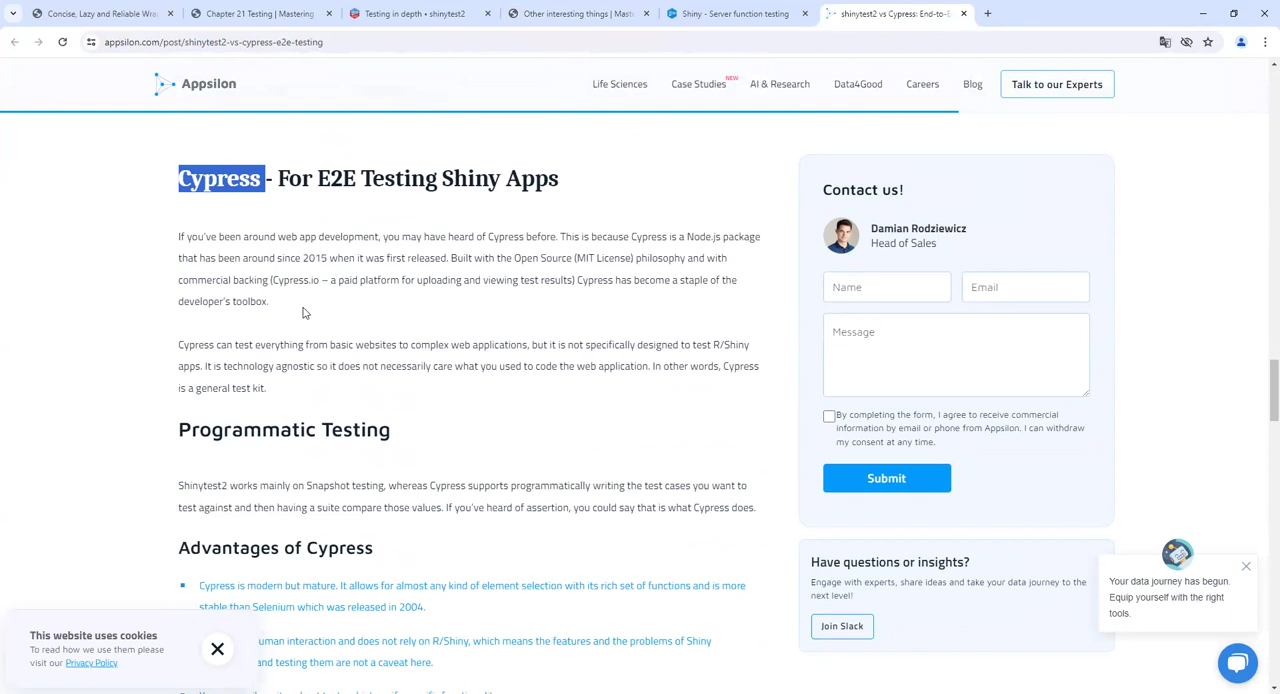 Concise, Lazy and Reliable Wra
Chapter 21 Testing | Mastering
Testing in depth • shinytest2
Other interesting things | Mast
Shiny - Server function testing
shinytest2 vs Cypress: End-to-E
appsilon.com/post/shinytest2-vs-cypress-e2e-testing
Appsilon
Life Sciences
Case Studies
NEW
AI & Research
Data4Good
Careers
Blog
Talk to our Experts
Cypress - For E2E Testing Shiny Apps
If you've been around web app development, you may have heard of Cypress before. This is because Cypress is a Node.js package
that has been around since 2015 when it was first released. Built with the Open Source (MIT License) philosophy and with
commercial backing (Cypress.io – a paid platform for uploading and viewing test results) Cypress has become a staple of the
developer's toolbox.
Cypress can test everything from basic websites to complex web applications, but it is not specifically designed to test R/Shiny
apps. It is technology agnostic so it does not necessarily care what you used to code the web application. In other words, Cypress
is a general test kit.
Programmatic Testing
Shinytest2 works mainly on Snapshot testing, whereas Cypress supports programmatically writing the test cases you want to
test against and then having a suite compare those values. If you've heard of assertion, you could say that is what Cypress does.
Advantages of Cypress
Cypress is modern but mature. It allows for almost any kind of element selection with its rich set of functions and is more
stable than Selenium which was released in 2004.
uman interaction and does not rely on R/Shiny, which means the features and the problems of Shiny
and testing them are not a caveat here.
Contact us!
Damian Rodziewicz
Head of Sales
Name
Email
Message
By completing the form, I agree to receive commercial
information by email or phone from Appsilon. I can withdraw
my consent at any time.
Submit
Have questions or insights?
Engage with experts, share ideas and take your data journey to the
next level!
Join Slack
Your data journey has begun.
Equip yourself with the right
tools.
This website uses cookies
To read how we use them please
visit our Privacy Policy